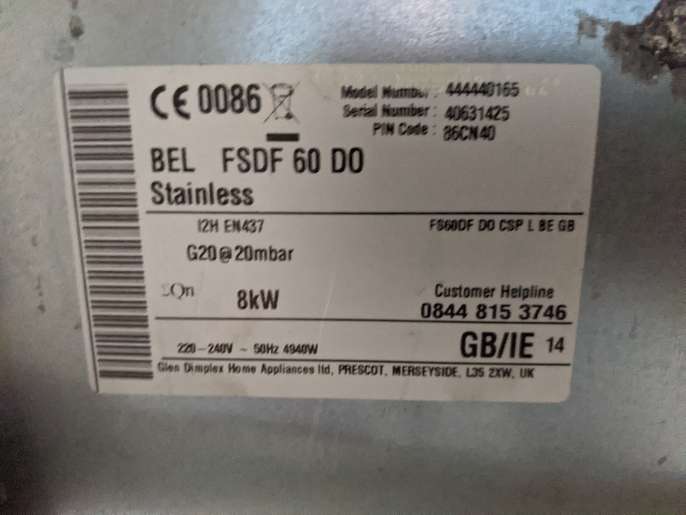 CE 0086
Model Number: 444440165
Serial Number: 40631425
PIN Code: 86CN40
BEL FSDF 60 DO
Stainless
I2H EN437
FS60DF DO CSP L BE GB
G20@20mbar
ΣQn 8kW
Customer Helpline
0844 815 3746
220-240V ~ 50Hz 4940W
GB/IE 14
Glen Dimplex Home Appliances ltd, PRESCOT, MERSEYSIDE, L35 2XW, UK